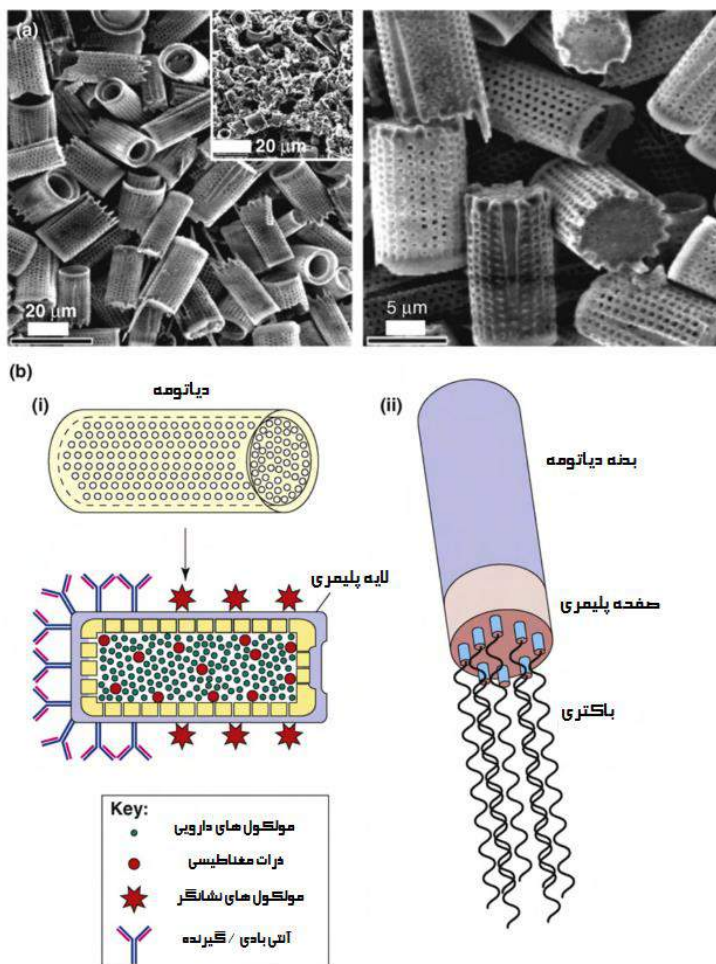 (a)
20 μm
20 μm
5 μm
(b)
(i)
دیاتومه
لایه پلیمری
(ii)
بدنه دیاتومه
صفحه پلیمری
باکتری
Key:
مولکول های دارویی
ذرات مغناطیسی
مولکول های نشانگر
آنتی بادی / گیرنده